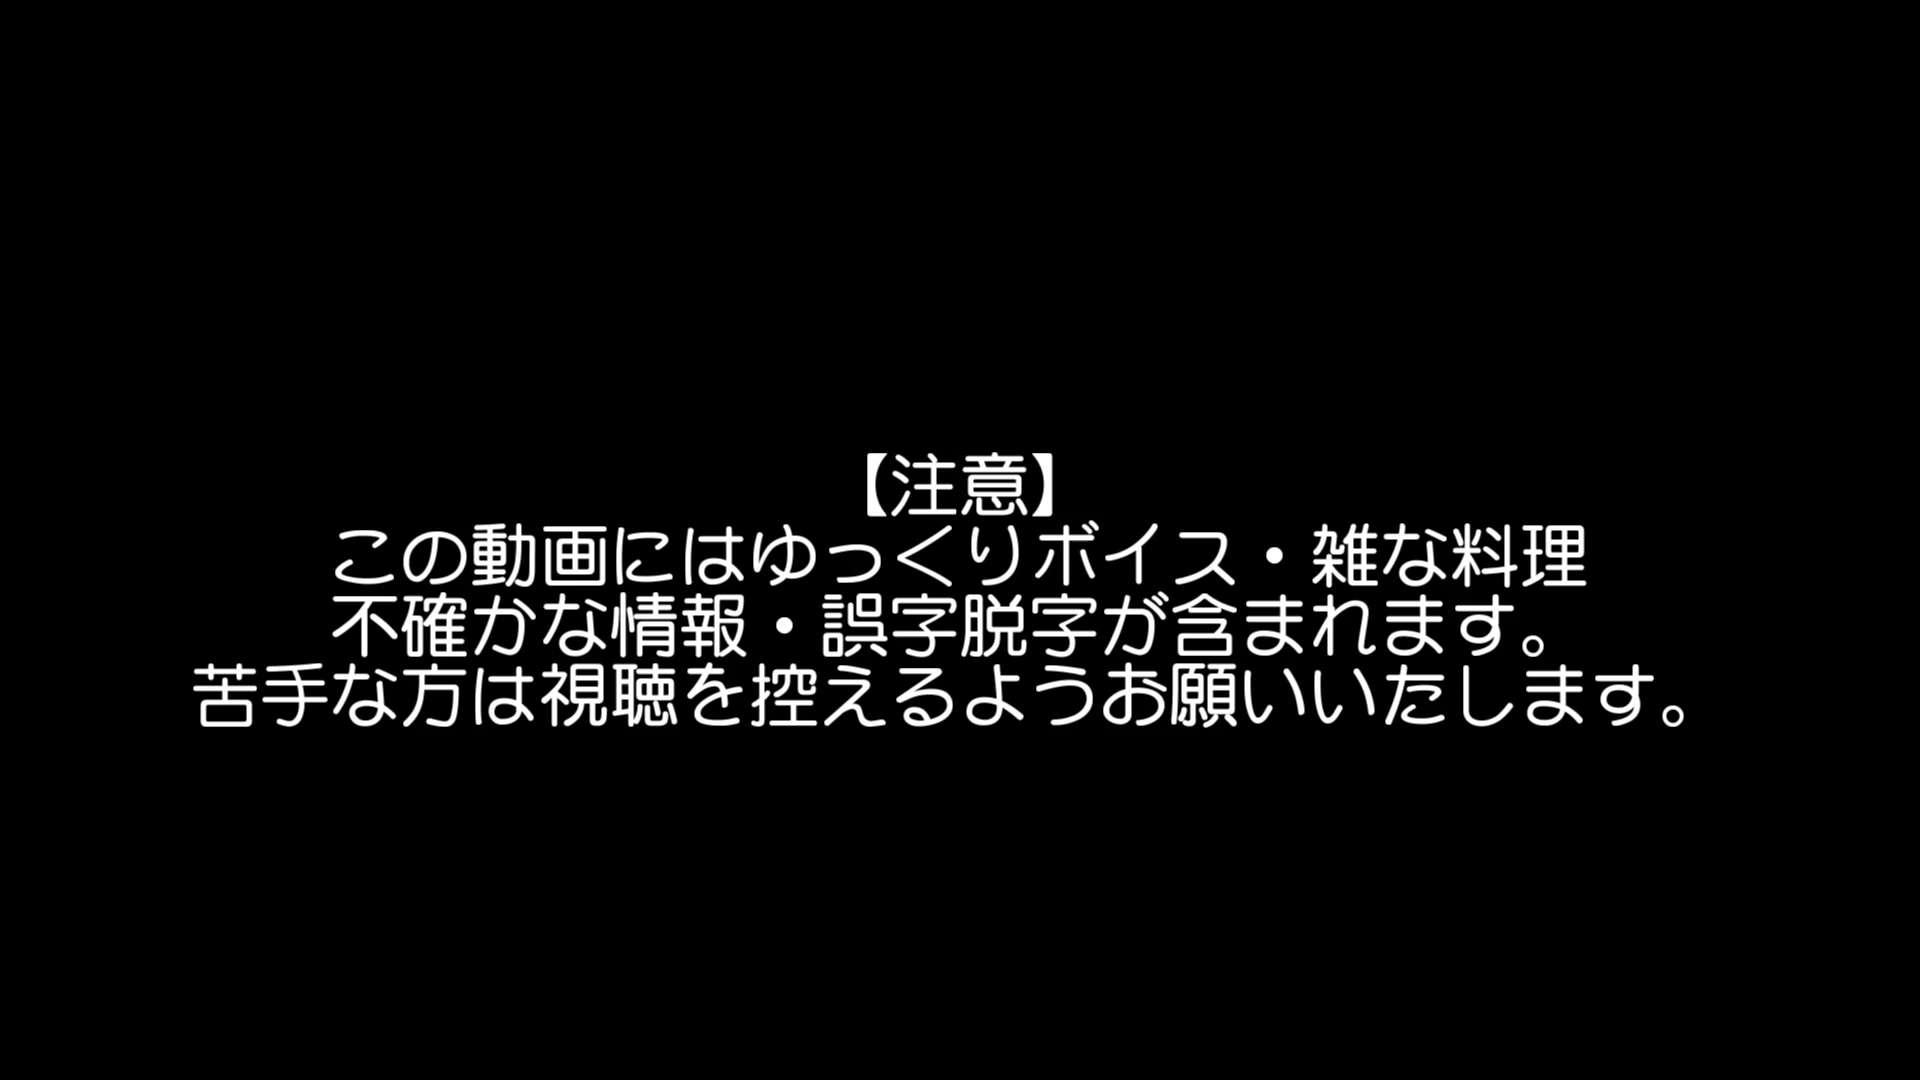 【注意】
この動画にはゆっくりボイス・雑な料理
不確かな情報・誤字脱字が含まれます。
苦手な方は視聴を控えるようお願いいたします。